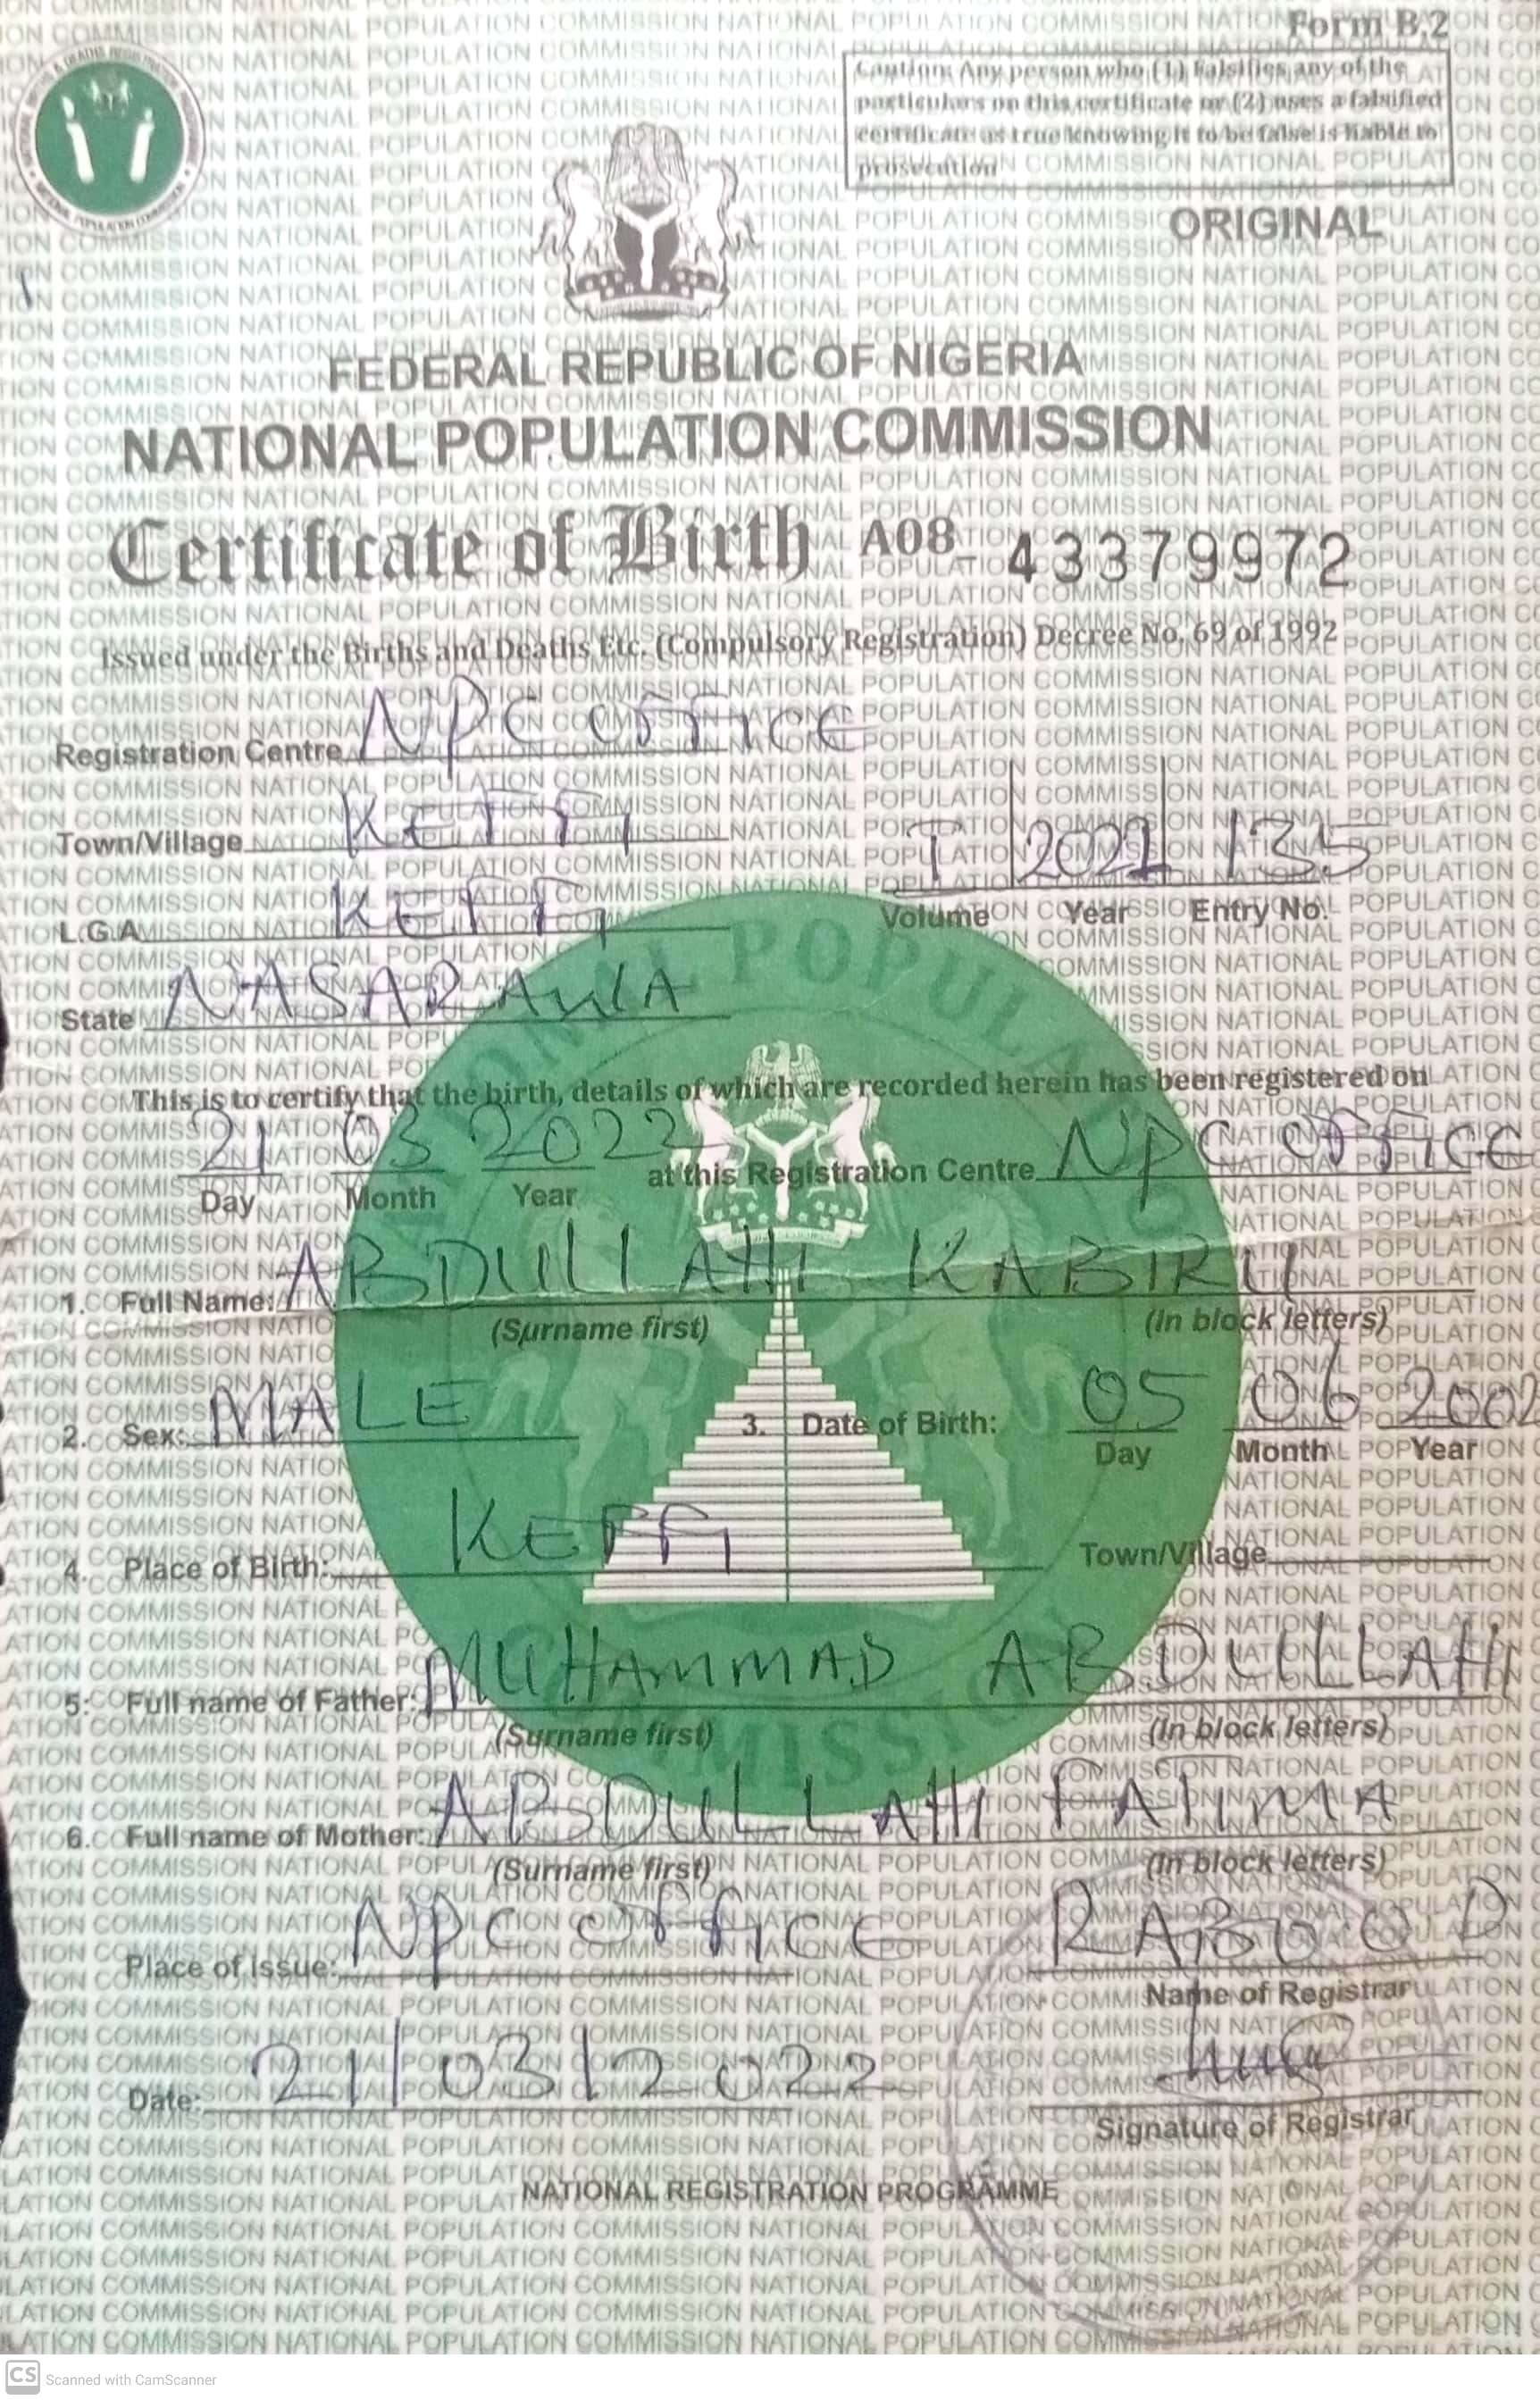 Form B.2
Caution: Any person who (1) falsifies any of the
particulars on this certificate or (2) uses a falsified
certificate as true knowing it to be false is liable to
prosecution
ORIGINAL
FEDERAL REPUBLIC OF NIGERIA
NATIONAL POPULATION COMMISSION
Certificate of Birth A08 43379972
Issued under the Births and Deaths Etc. (Compulsory Registration) Decree No. 69 of 1992
Registration Centre NPC OFFICE
Town/Village KEFFI
L.G.A KEFFI
I 2022 135
Volume Year Entry No.
State NASARAWA
This is to certify that the birth, details of which are recorded herein has been registered on
21 03 2022 at this Registration Centre NPC OFFICE
Day Month Year
1. Full Name: ABDULLAHI KABIRU
(Surname first) (In block letters)
2. Sex: MALE 3. Date of Birth: 05 06 2002
Day Month Year
4. Place of Birth: KEFFI Town/Village
5: Full name of Father: MUHAMMAD ABDULLAHI
(Surname first) (In block letters)
6. Full name of Mother: ABDULLAHI FATIMA
(Surname first) (In block letters)
Place of Issue: NPC OFFICE
Name of Registrar
Date: 21/03/2022
Signature of Registrar
NATIONAL REGISTRATION PROGRAMME
CS Scanned with CamScanner